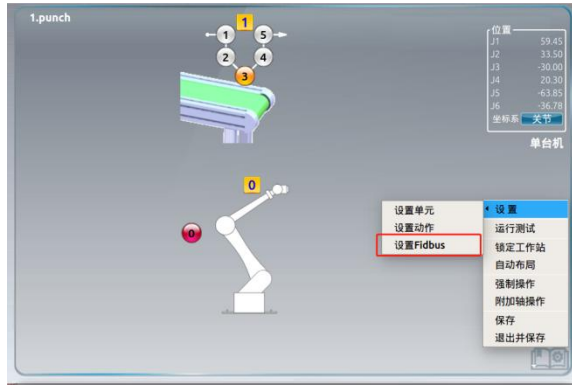 1.punch
1
1
5
2
4
3
位置
J1 59.45
J2 33.50
J3 -30.00
J4 20.30
J5 -63.85
J6 -36.78
坐标系 关节
单台机
0
0
设置单元
设置动作
设置Fidbus
设置
运行测试
锁定工作站
自动布局
强制操作
附加轴操作
保存
退出并保存